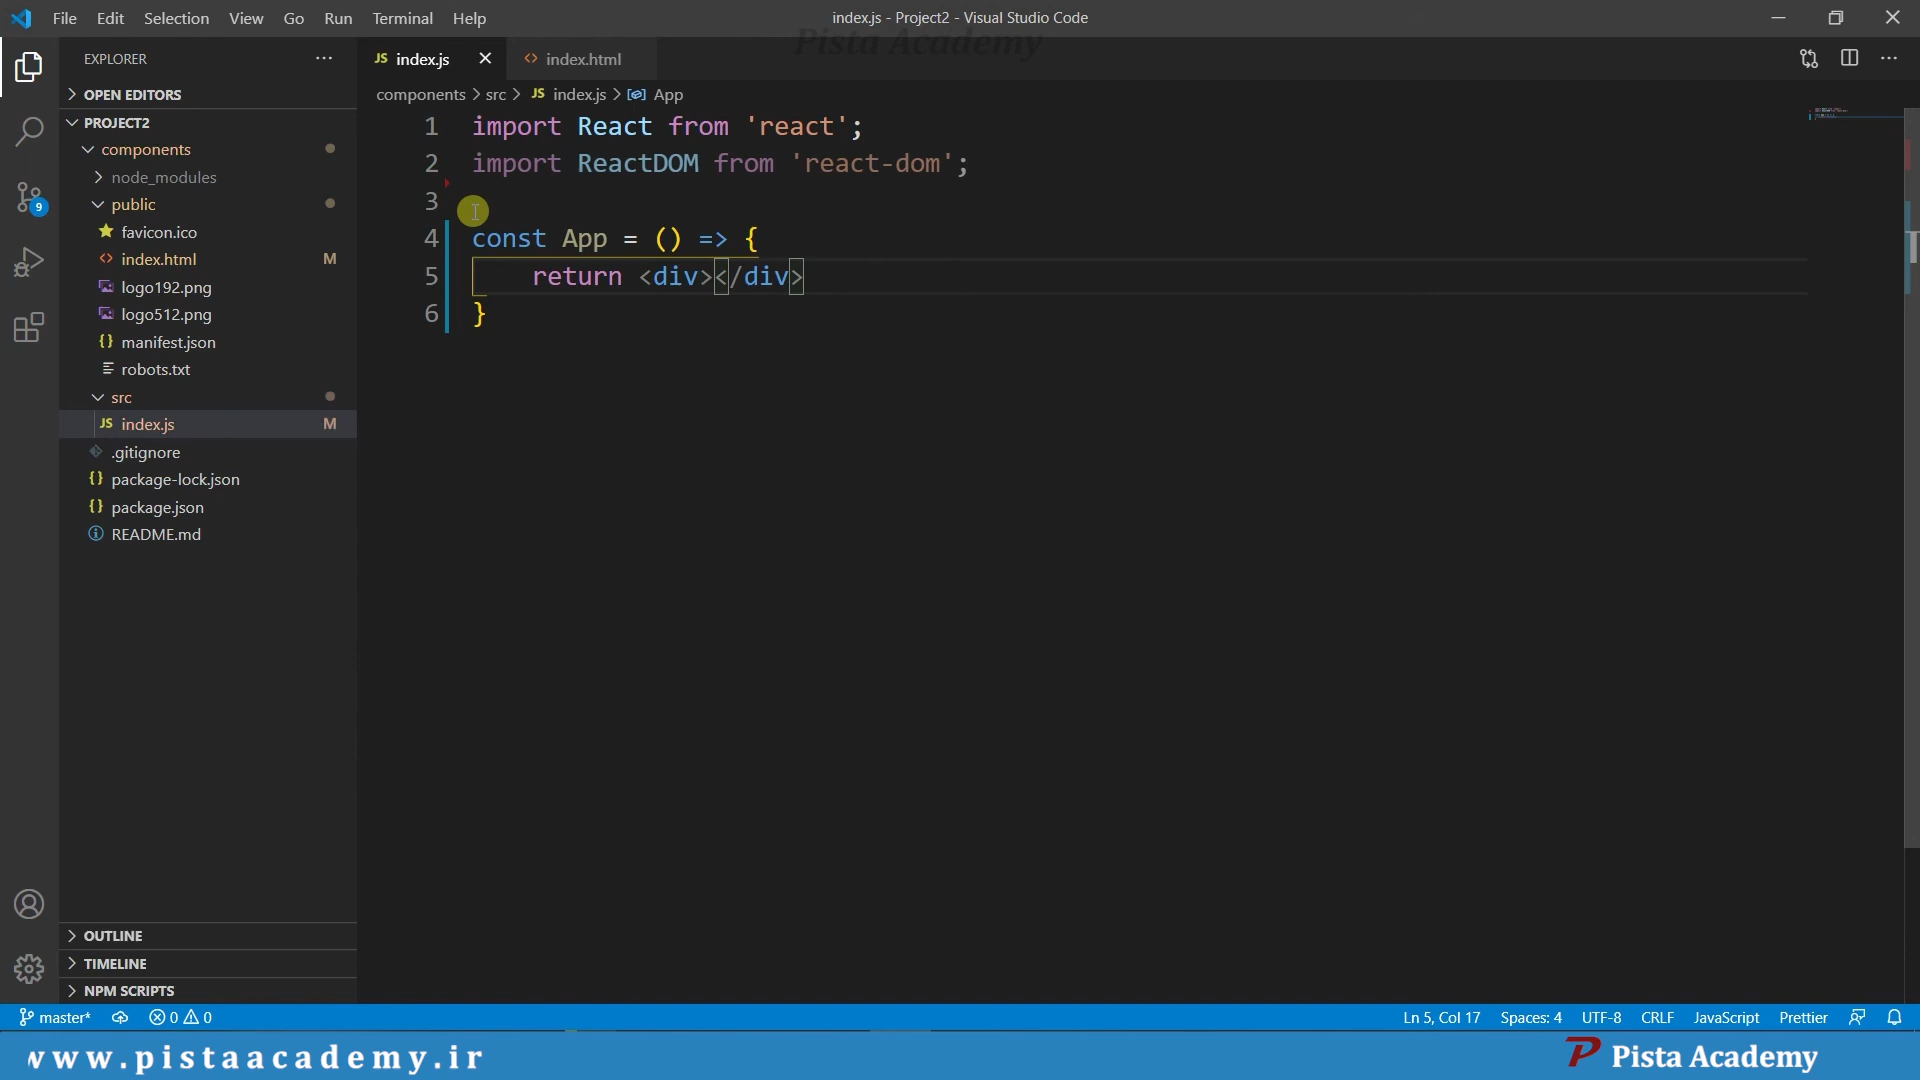 File Edit Selection View Go Run Terminal Help
index.js - Project2 - Visual Studio Code
Pista Academy
EXPLORER
JS index.js
index.html
OPEN EDITORS
components > src > JS index.js > App
PROJECT2
components
node_modules
public
favicon.ico
index.html M
logo192.png
logo512.png
{} manifest.json
robots.txt
src
JS index.js M
.gitignore
{} package-lock.json
{} package.json
README.md
9
1 import React from 'react';
2 import ReactDOM from 'react-dom';
3
4 const App = () => {
5 return <div></div>
6 }
OUTLINE
TIMELINE
NPM SCRIPTS
master* 0 0
Ln 5, Col 17 Spaces: 4 UTF-8 CRLF JavaScript Prettier
www.pistaacademy.ir
P Pista Academy